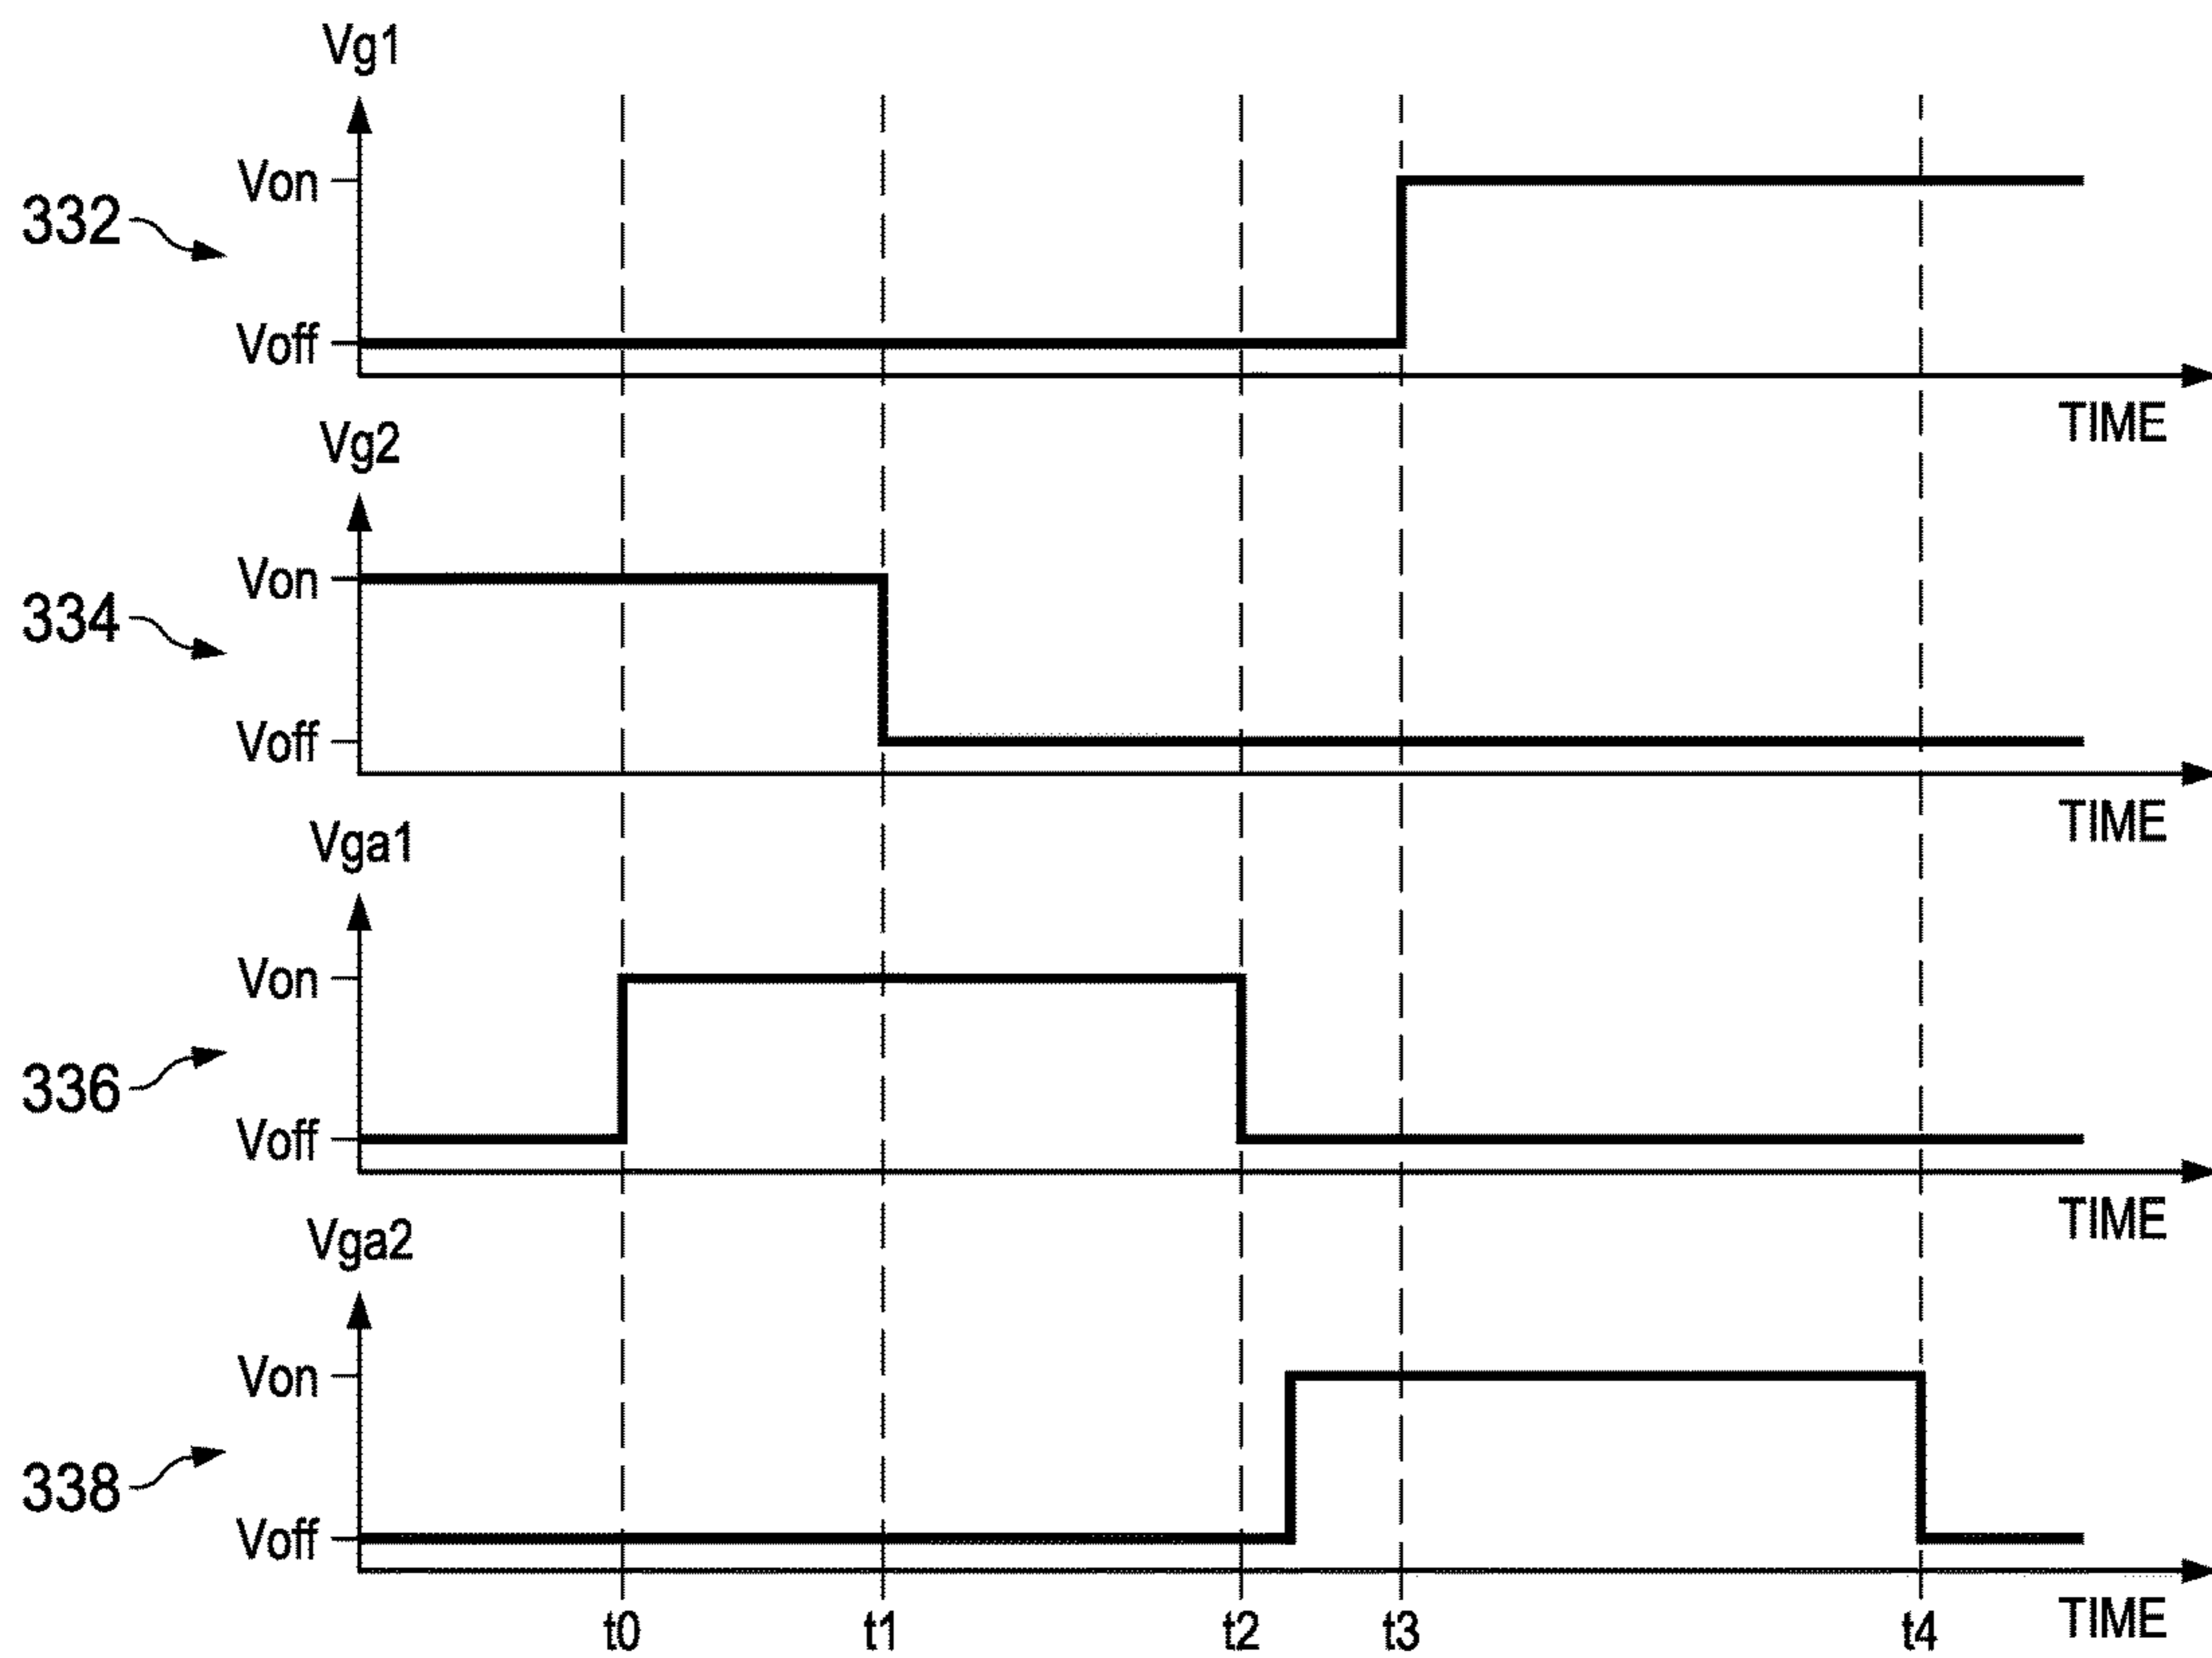 Vg1
Von
332
Voff
TIME
Vg2
Von
334
Voff
TIME
Vga1
Von
336
Voff
TIME
Vga2
Von
338
Voff
t0 t1 t2 t3 t4 TIME